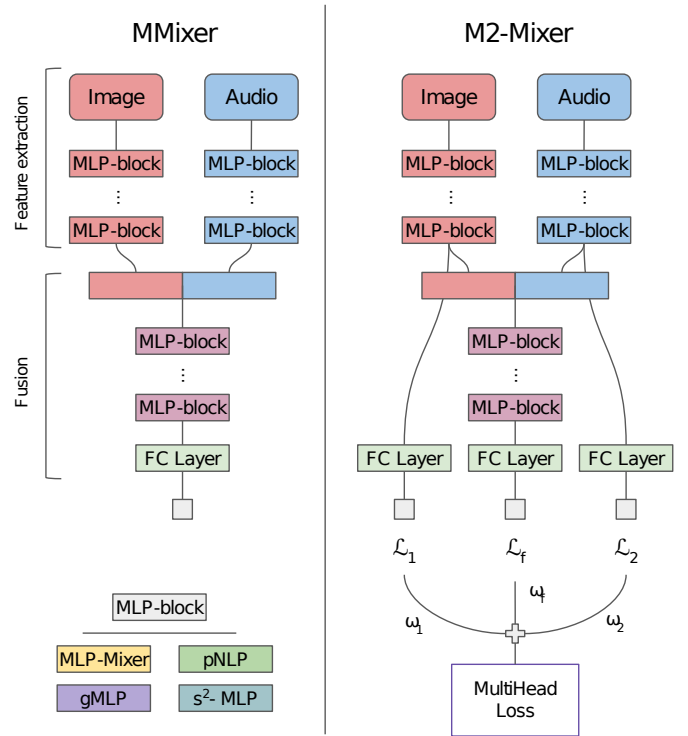 MMixer
Feature extraction
Image
Audio
MLP-block
MLP-block
...
...
MLP-block
MLP-block
Fusion
MLP-block
...
MLP-block
FC Layer
MLP-block
MLP-Mixer
pNLP
gMLP
s²- MLP
M2-Mixer
Image
Audio
MLP-block
MLP-block
...
...
MLP-block
MLP-block
MLP-block
...
MLP-block
FC Layer
FC Layer
FC Layer
ℒ₁
ℒf
ℒ₂
ω₁
ωf
ω₂
MultiHead
Loss